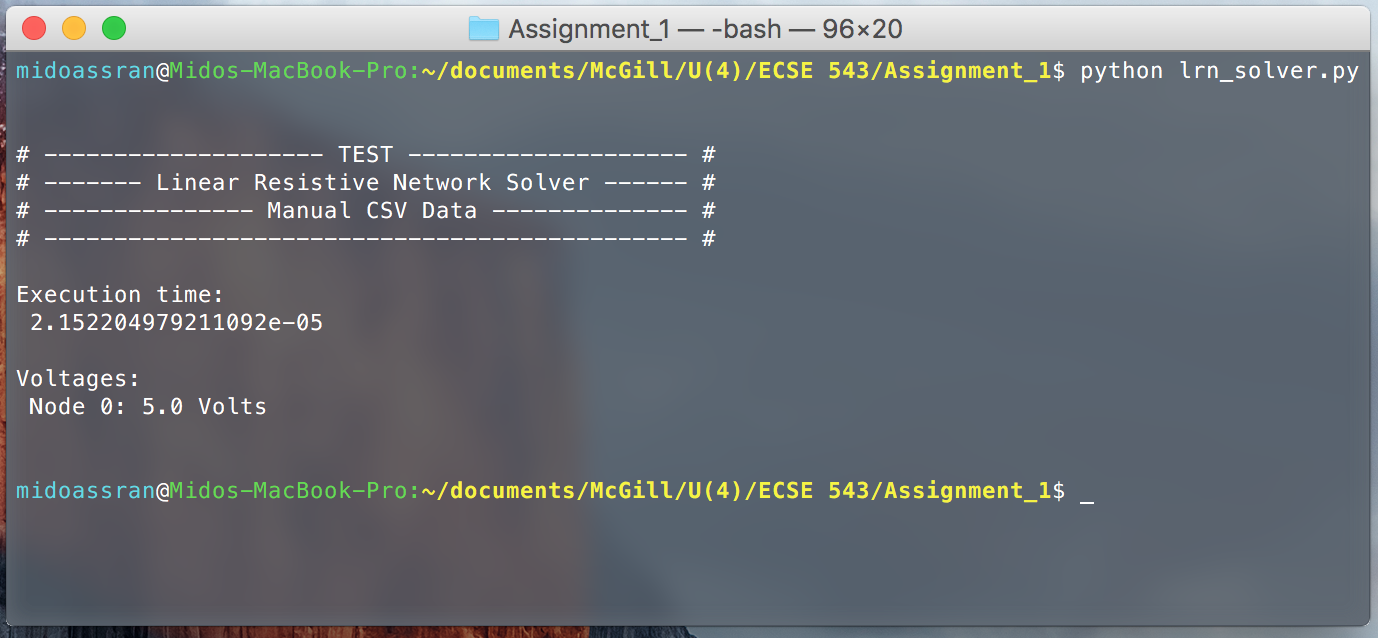 Assignment_1 — -bash — 96×20
midoassran@Midos-MacBook-Pro:~/documents/McGill/U(4)/ECSE 543/Assignment_1$ python lrn_solver.py
# -------------------- TEST -------------------- #
# ------- Linear Resistive Network Solver ------ #
# --------------- Manual CSV Data -------------- #
# ---------------------------------------------- #
Execution time:
2.152204979211092e-05
Voltages:
Node 0: 5.0 Volts
midoassran@Midos-MacBook-Pro:~/documents/McGill/U(4)/ECSE 543/Assignment_1$ _